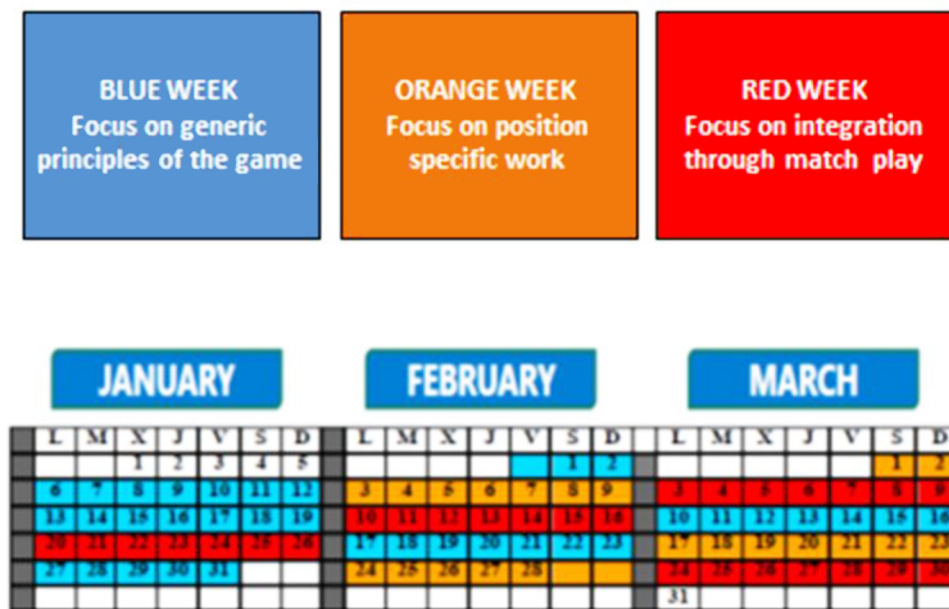 BLUE WEEK
Focus on generic
principles of the game
ORANGE WEEK
Focus on position
specific work
RED WEEK
Focus on integration
through match play
JANUARY
FEBRUARY
MARCH
L M X J V S D L M X J V S D L M X J V S D
1 2 3 4 5 1 2 1 2
6 7 8 9 10 11 12 3 4 5 6 7 8 9 3 4 5 6 7 8 9
13 14 15 16 17 18 19 10 11 12 13 14 15 16 10 11 12 13 14 15 16
20 21 22 23 24 25 26 17 18 19 20 21 22 23 17 18 19 20 21 22 23
27 28 29 30 31 24 25 26 27 28 24 25 26 27 28 29 30
31